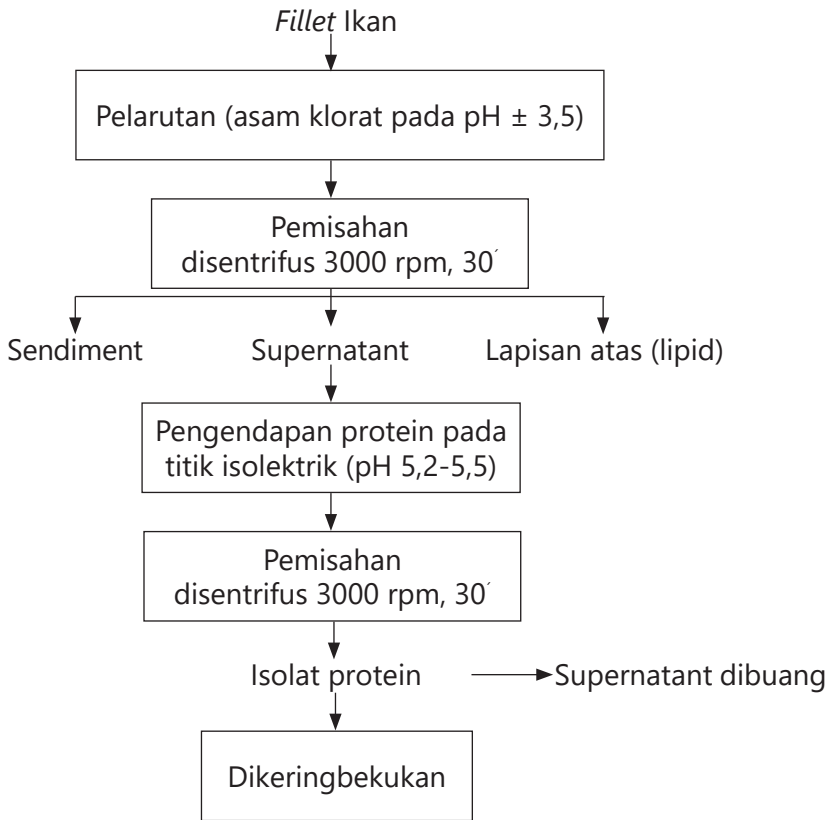 Fillet Ikan
Pelarutan (asam klorat pada pH ± 3,5)
Pemisahan
disentrifus 3000 rpm, 30´
Sendiment
Supernatant
Lapisan atas (lipid)
Pengendapan protein pada
titik isolektrik (pH 5,2-5,5)
Pemisahan
disentrifus 3000 rpm, 30´
Isolat protein
Supernatant dibuang
Dikeringbekukan